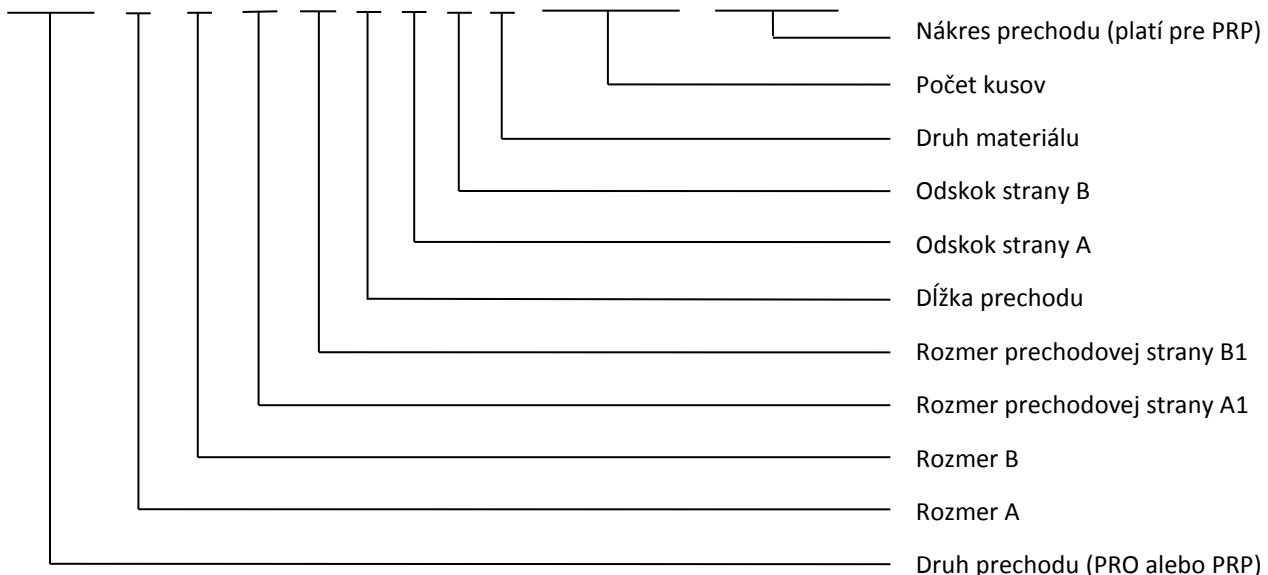 Nákres prechodu (platí pre PRP)
Počet kusov
Druh materiálu
Odskok strany B
Odskok strany A
Dĺžka prechodu
Rozmer prechodovej strany B1
Rozmer prechodovej strany A1
Rozmer B
Rozmer A
Druh prechodu (PRO alebo PRP)